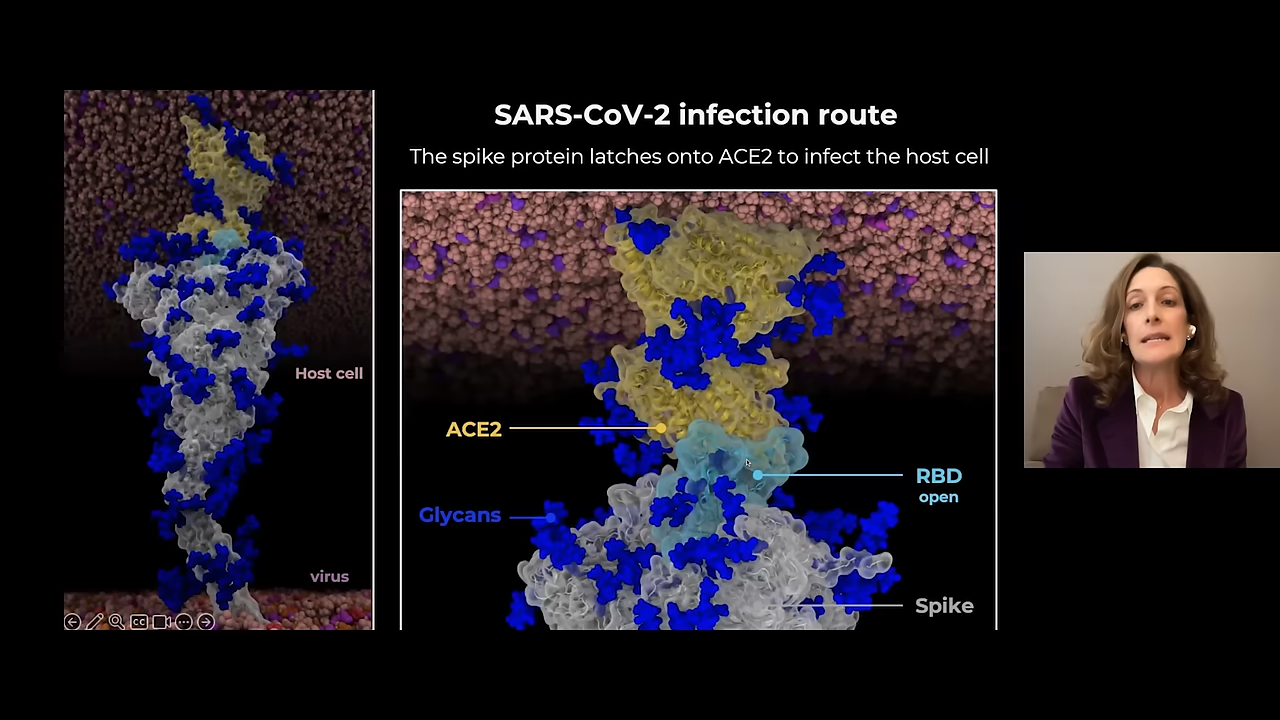 SARS-CoV-2 infection route
The spike protein latches onto ACE2 to infect the host cell
Host cell
virus
ACE2
RBD
open
Glycans
Spike
CC